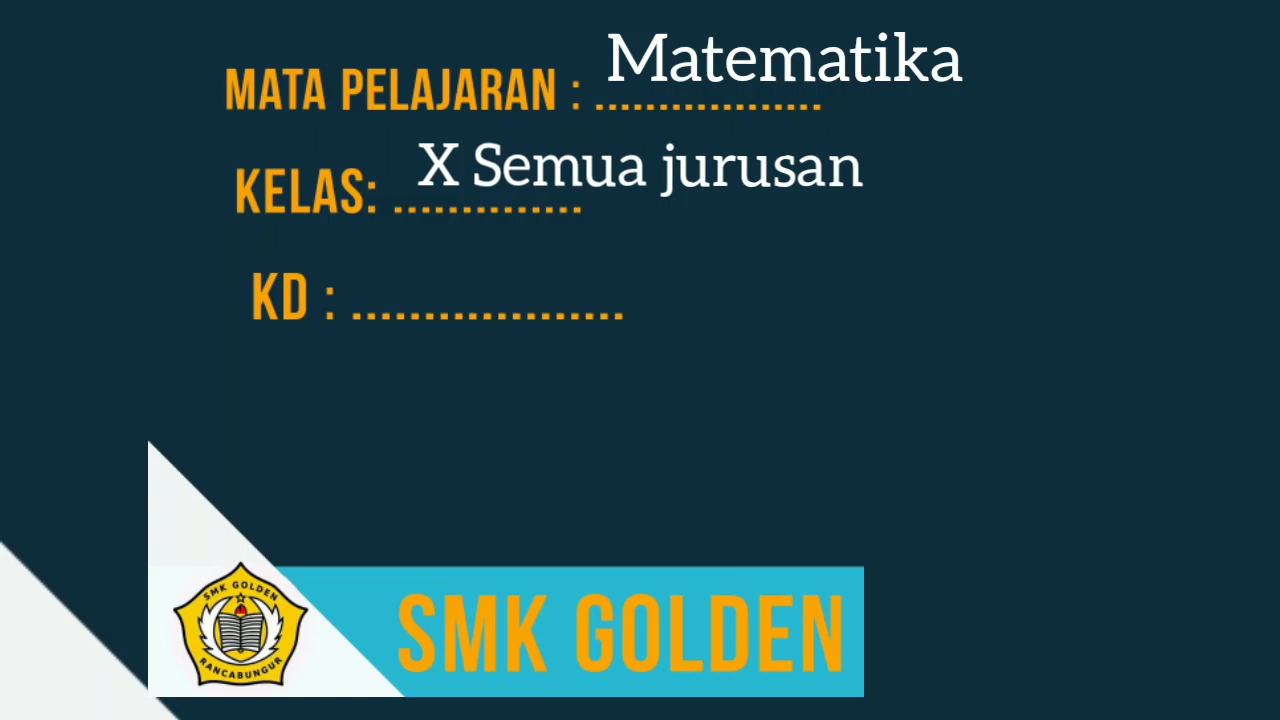 MATA PELAJARAN : .................. Matematika
KELAS: .............. X Semua jurusan
KD : ...................
SMK GOLDEN
RANCABUNGUR
SMK GOLDEN